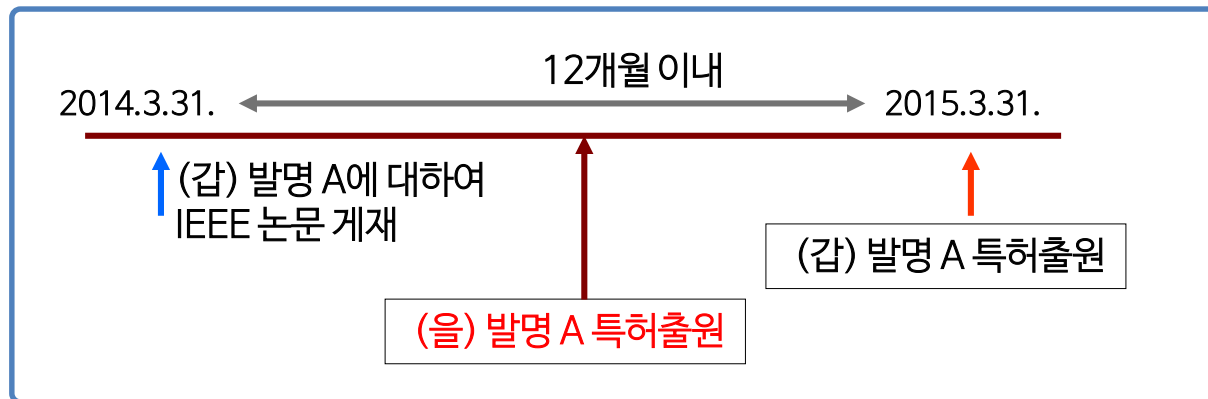 12개월 이내
2014.3.31.
2015.3.31.
(갑) 발명 A에 대하여
IEEE 논문 게재
(갑) 발명 A 특허출원
(을) 발명 A 특허출원